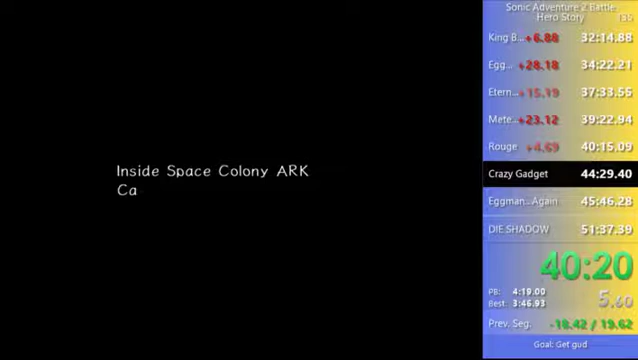 Inside Space Colony ARK
Ca
Sonic Adventure 2 Battle:
Hero Story
135
King B... +6.88 32:14.88
Egg... +28.18 34:22.21
Etern... +15.19 37:33.55
Mete... +23.12 39:22.94
Rouge +4.69 40:15.09
Crazy Gadget 44:29.40
Eggman... Again 45:46.28
DIE SHADOW 51:37.39
40:20
PB: 4:19.00
Best: 3:46.93
5.60
Prev. Seg. -18.42 / 19.62
Goal: Get gud